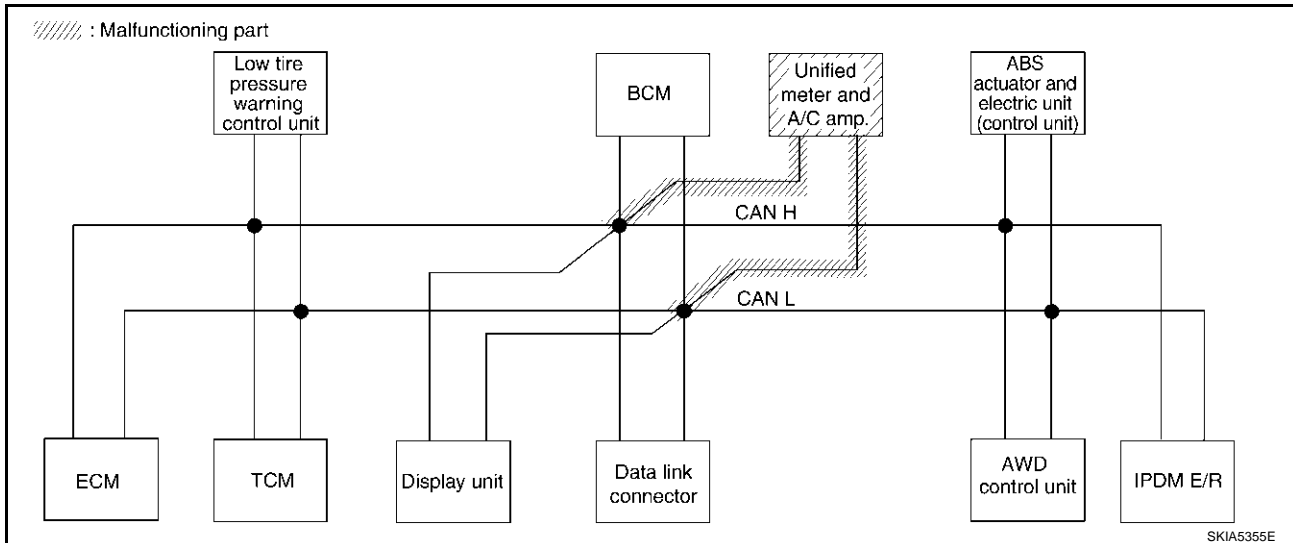 : Malfunctioning part
Low tire
pressure
warning
control unit
BCM
Unified
meter and
A/C amp.
ABS
actuator and
electric unit
(control unit)
CAN H
CAN L
ECM
TCM
Display unit
Data link
connector
AWD
control unit
IPDM E/R
SKIA5355E